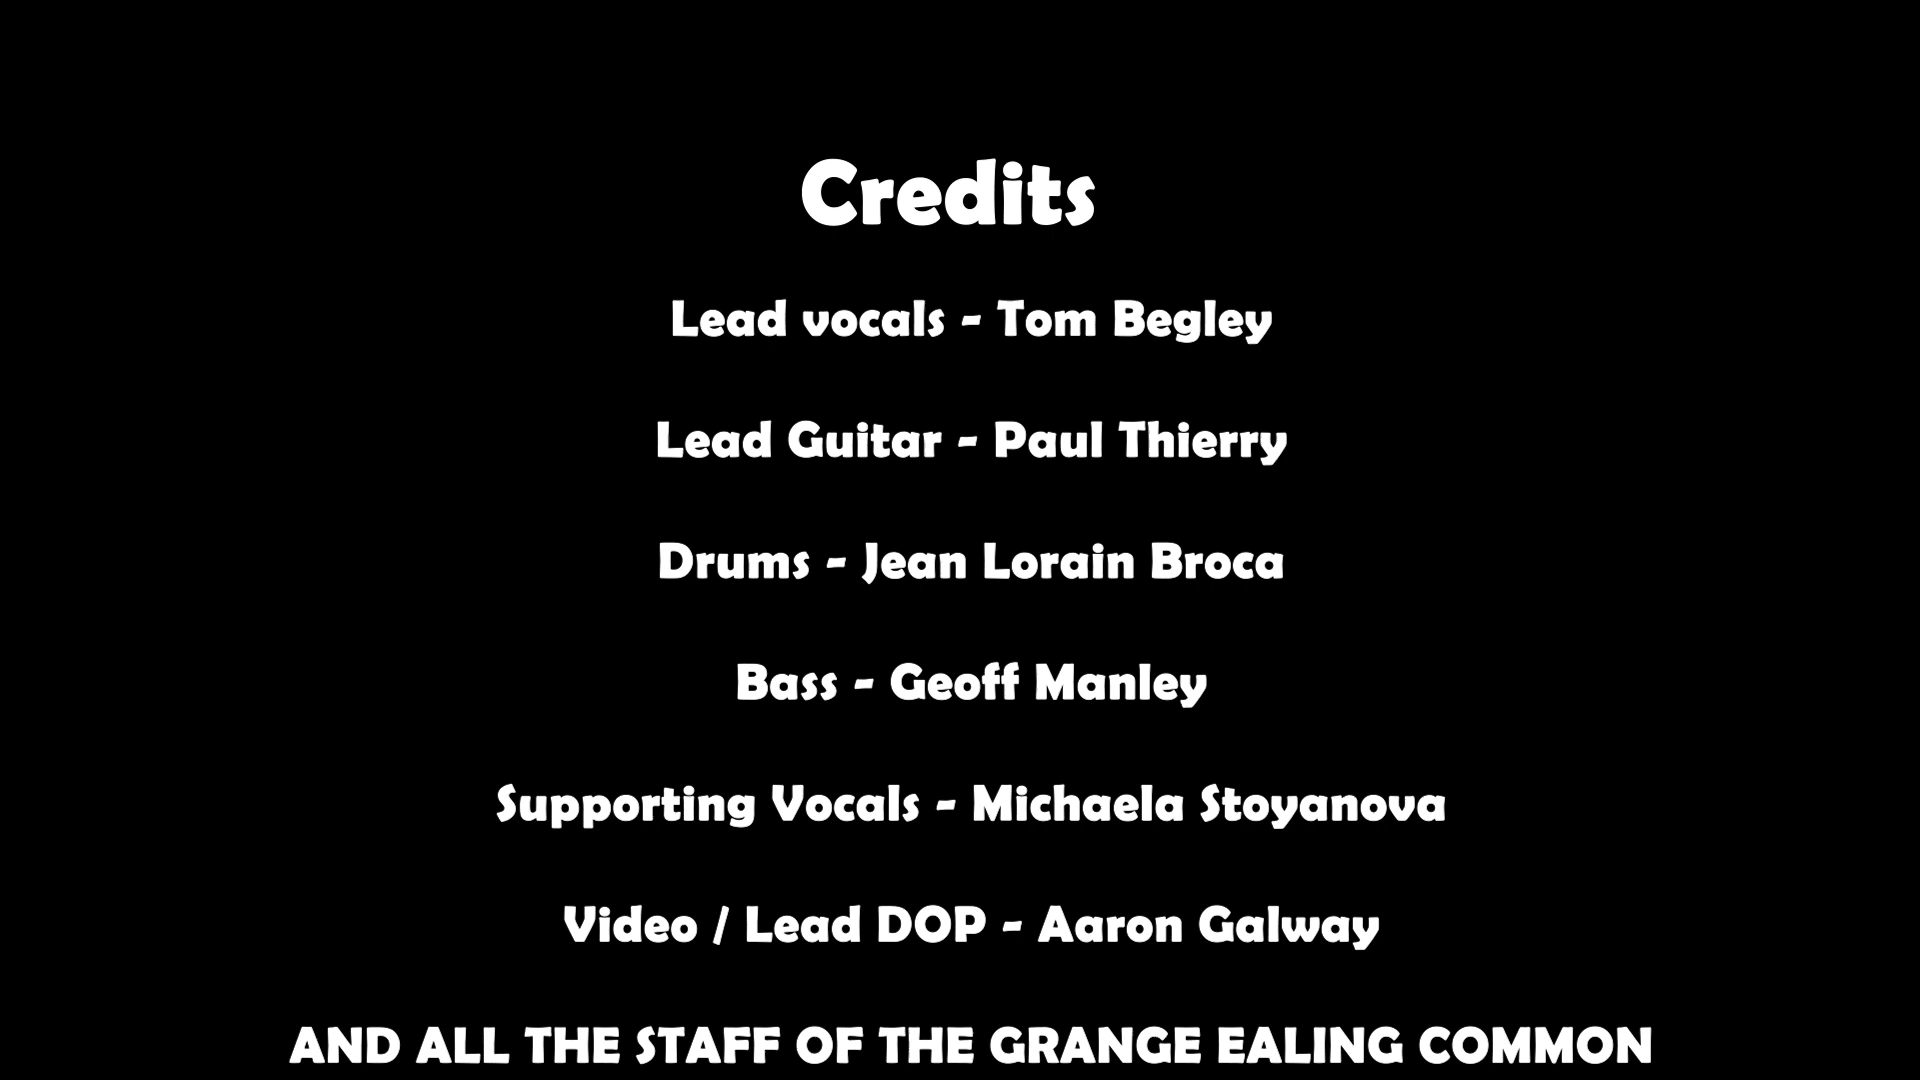 Credits
Lead vocals - Tom Begley
Lead Guitar - Paul Thierry
Drums - Jean Lorain Broca
Bass - Geoff Manley
Supporting Vocals - Michaela Stoyanova
Video / Lead DOP - Aaron Galway
AND ALL THE STAFF OF THE GRANGE EALING COMMON